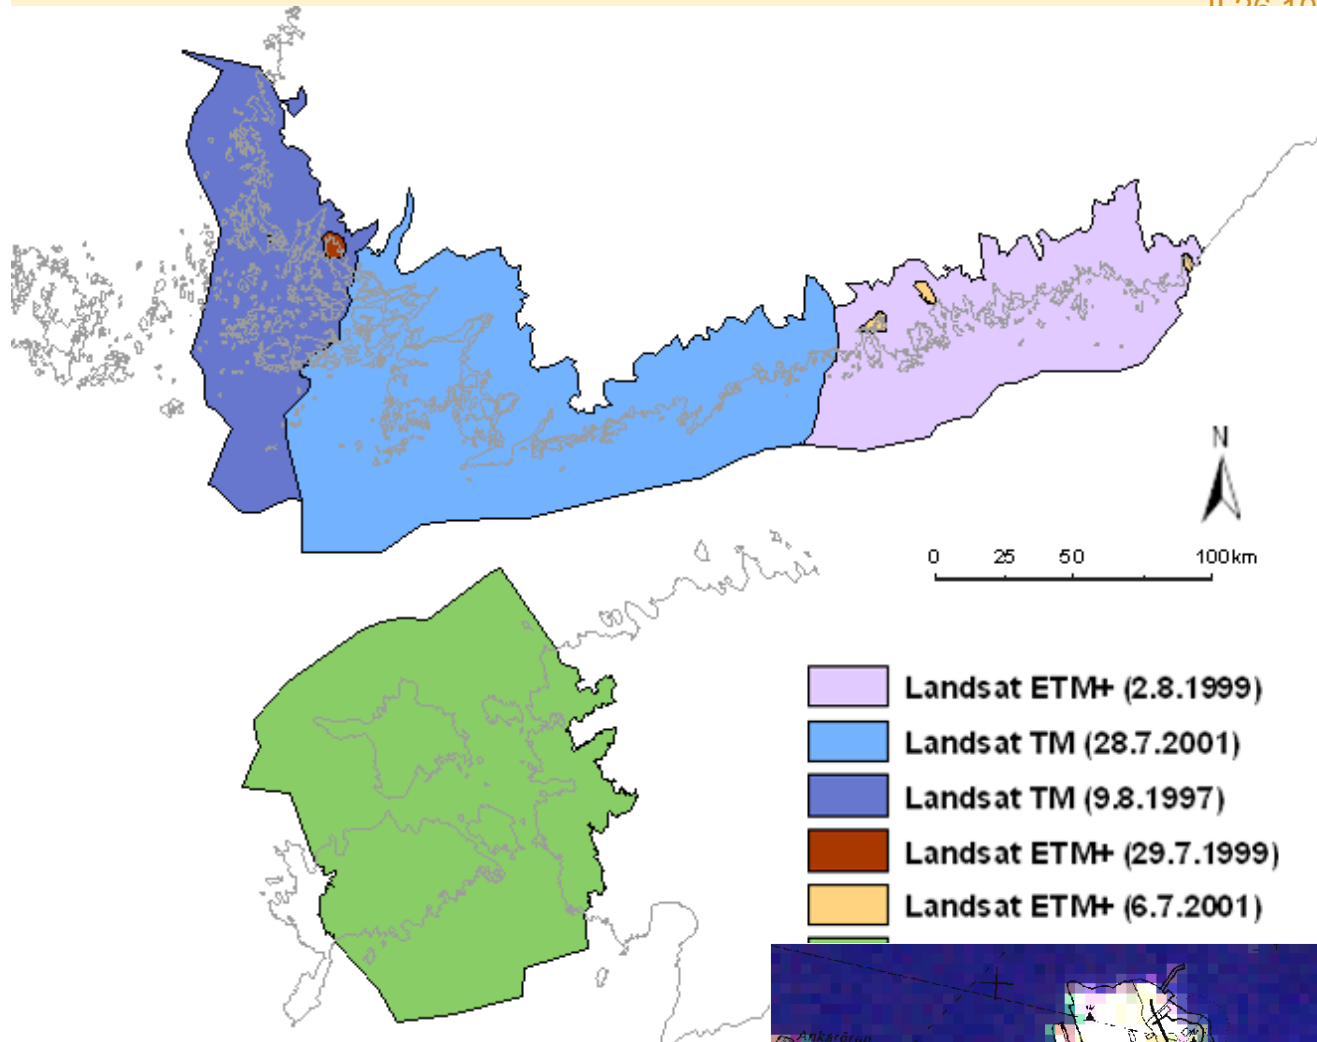 N
0 25 50 100km
Landsat ETM+ (2.8.1999)
Landsat TM (28.7.2001)
Landsat TM (9.8.1997)
Landsat ETM+ (29.7.1999)
Landsat ETM+ (6.7.2001)